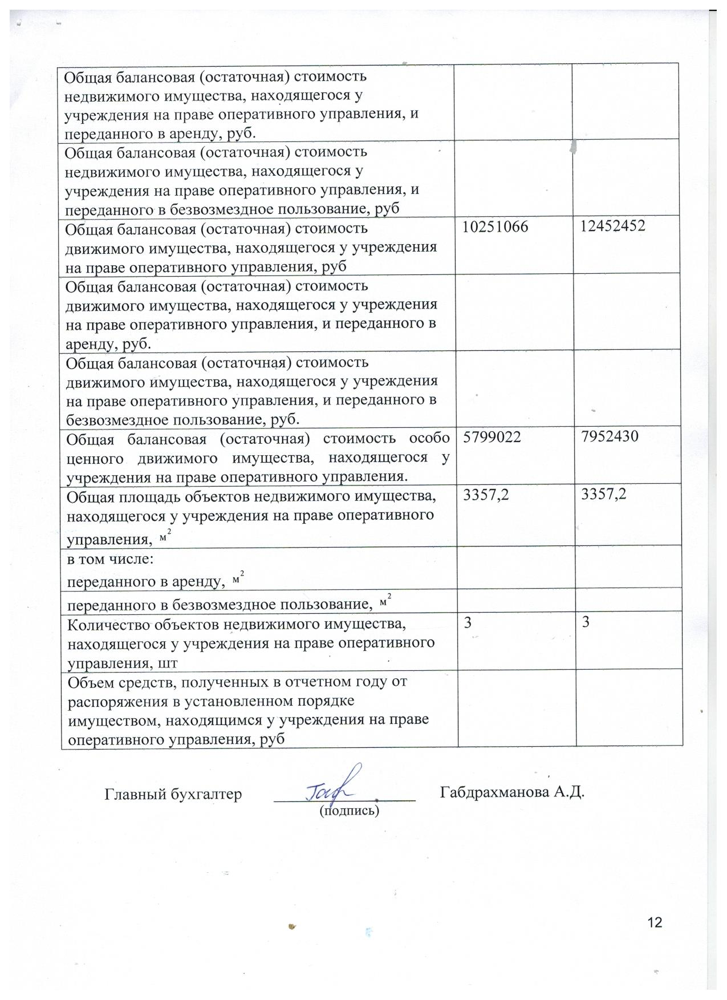 Общая балансовая (остаточная) стоимость
недвижимого имущества, находящегося у
учреждения на праве оперативного управления, и
переданного в аренду, руб.
Общая балансовая (остаточная) стоимость
недвижимого имущества, находящегося у
учреждения на праве оперативного управления, и
переданного в безвозмездное пользование, руб
Общая балансовая (остаточная) стоимость 10251066 12452452
движимого имущества, находящегося у учреждения
на праве оперативного управления, руб
Общая балансовая (остаточная) стоимость
движимого имущества, находящегося у учреждения
на праве оперативного управления, и переданного в
аренду, руб.
Общая балансовая (остаточная) стоимость
движимого имущества, находящегося у учреждения
на праве оперативного управления, и переданного в
безвозмездное пользование, руб.
Общая балансовая (остаточная) стоимость особо 5799022 7952430
ценного движимого имущества, находящегося у
учреждения на праве оперативного управления.
Общая площадь объектов недвижимого имущества, 3357,2 3357,2
находящегося у учреждения на праве оперативного
управления, м²
в том числе:
переданного в аренду, м²
переданного в безвозмездное пользование, м²
Количество объектов недвижимого имущества, 3 3
находящегося у учреждения на праве оперативного
управления, шт
Объем средств, полученных в отчетном году от
распоряжения в установленном порядке
имуществом, находящимся у учреждения на праве
оперативного управления, руб
Главный бухгалтер Габдрахманова А.Д.
(подпись)
12